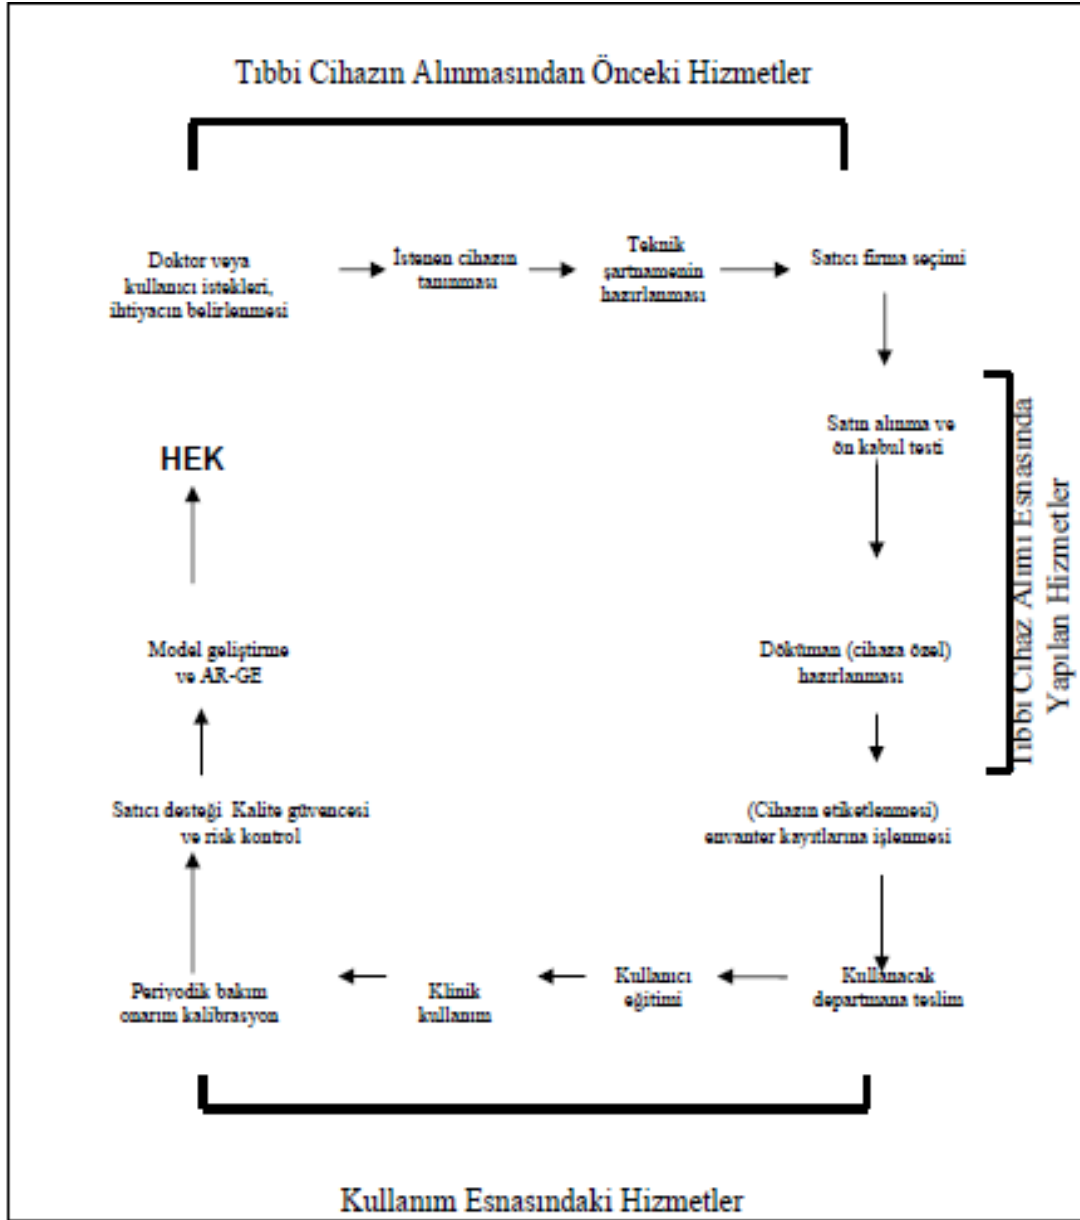 Tıbbi Cihazın Alınmasından Önceki Hizmetler
Doktor veya
kullanıcı istekleri,
ihtiyacın belirlenmesi
İstenen cihazın
tanınması
Teknik
şartnamenin
hazırlanması
Satıcı firma seçimi
Satın alınma ve
ön kabul testi
Tıbbi Cihaz Alımı Esnasında
Yapılan Hizmetler
Döküman (cihaza özel)
hazırlanması
(Cihazın etiketlenmesi)
envanter kayıtlarına işlenmesi
Kullanacak
departmana teslim
Kullanıcı
eğitimi
Klinik
kullanım
Periyodik bakım
onarım kalibrasyon
Satıcı desteği Kalite güvencesi
ve risk kontrol
Model geliştirme
ve AR-GE
HEK
Kullanım Esnasındaki Hizmetler